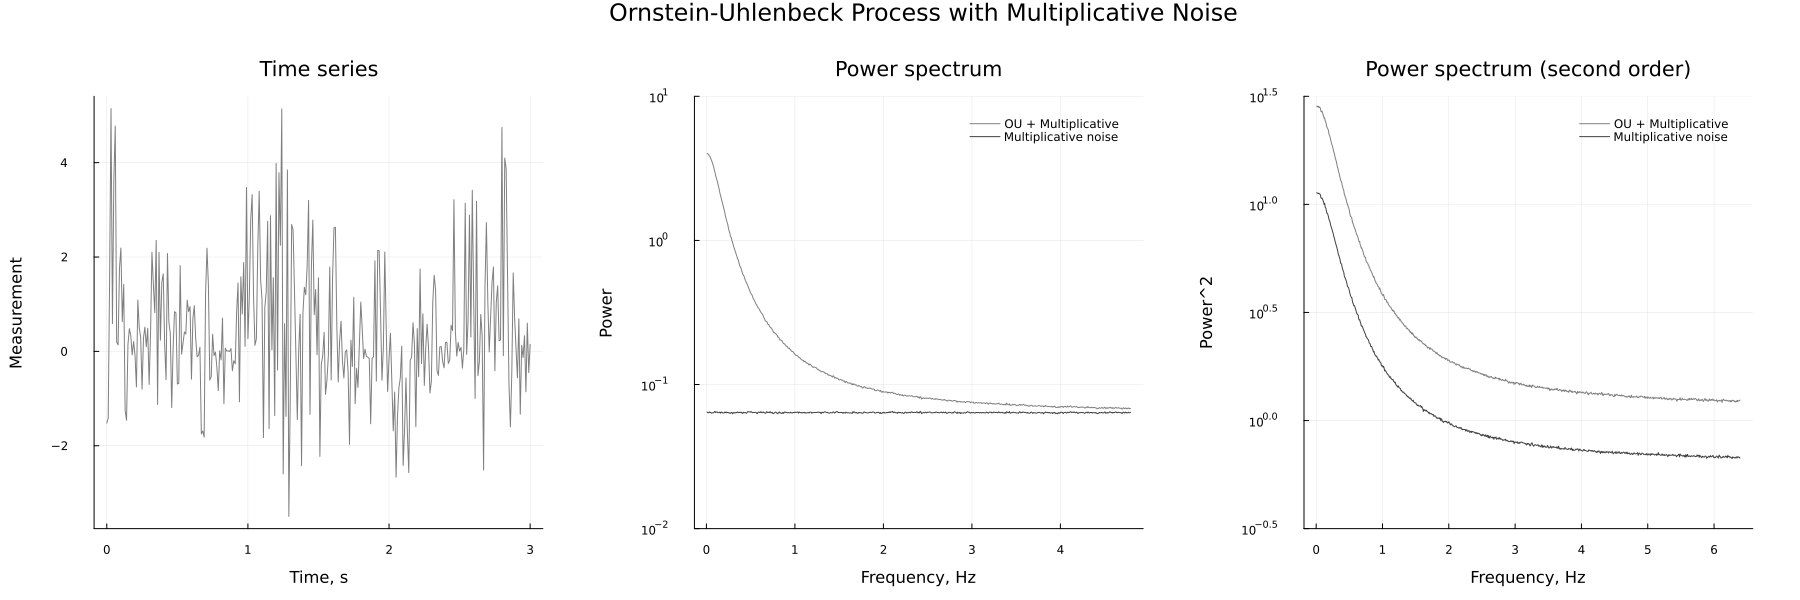 Ornstein-Uhlenbeck Process with Multiplicative Noise
Time series
Measurement
4
2
0
−2
0 1 2 3
Time, s
Power spectrum
Power
10^1
10^0
10^−1
10^−2
OU + Multiplicative
Multiplicative noise
0 1 2 3 4
Frequency, Hz
Power spectrum (second order)
Power^2
10^1.5
10^1.0
10^0.5
10^0.0
10^−0.5
OU + Multiplicative
Multiplicative noise
0 1 2 3 4 5 6
Frequency, Hz